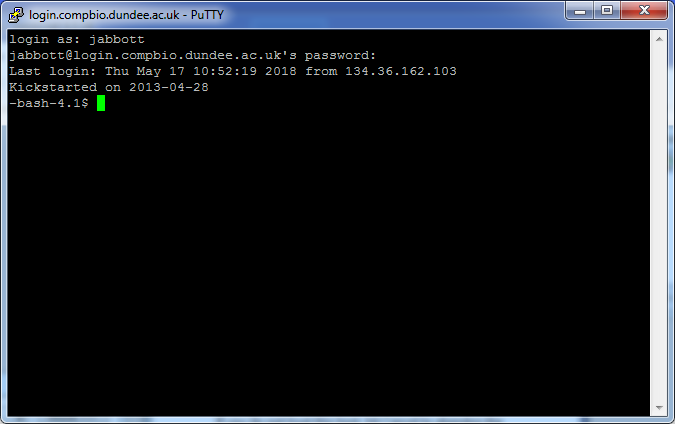 login.compbio.dundee.ac.uk - PuTTY
login as: jabbott
jabbott@login.compbio.dundee.ac.uk's password:
Last login: Thu May 17 10:52:19 2018 from 134.36.162.103
Kickstarted on 2013-04-28
-bash-4.1$